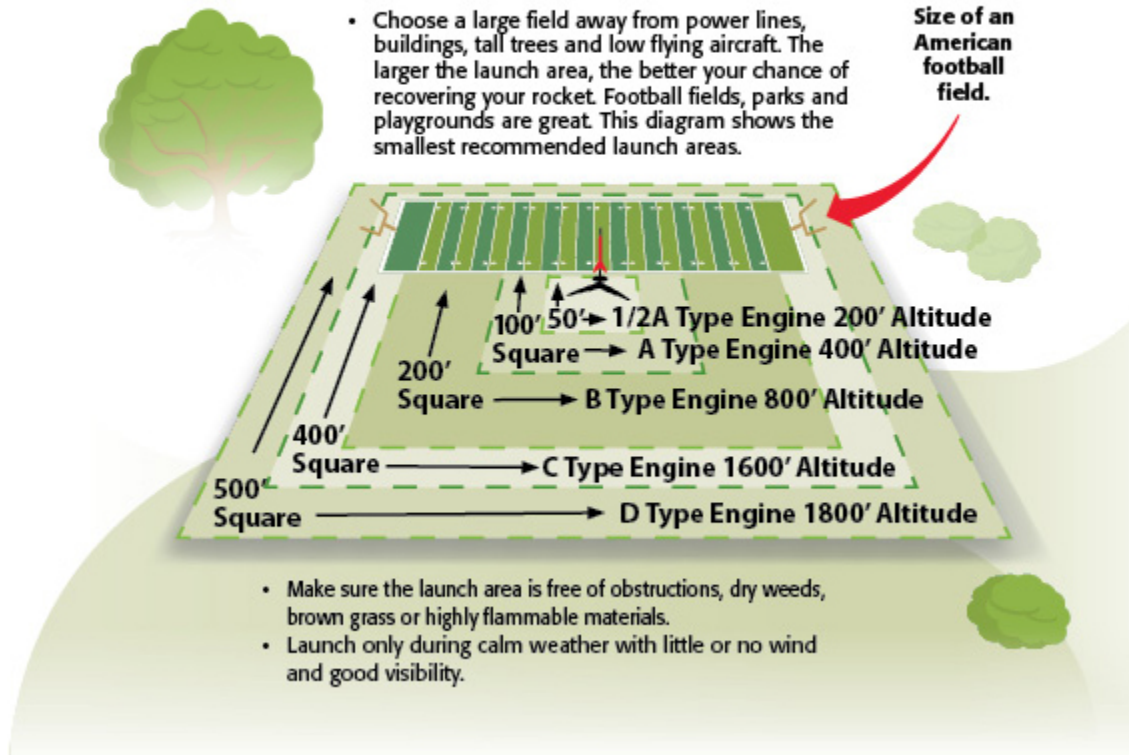 • Choose a large field away from power lines,
buildings, tall trees and low flying aircraft. The
larger the launch area, the better your chance of
recovering your rocket. Football fields, parks and
playgrounds are great. This diagram shows the
smallest recommended launch areas.
Size of an
American
football
field.
50' 1/2A Type Engine 200' Altitude
100'
Square A Type Engine 400' Altitude
200'
Square B Type Engine 800' Altitude
400'
Square C Type Engine 1600' Altitude
500'
Square D Type Engine 1800' Altitude
• Make sure the launch area is free of obstructions, dry weeds,
brown grass or highly flammable materials.
• Launch only during calm weather with little or no wind
and good visibility.